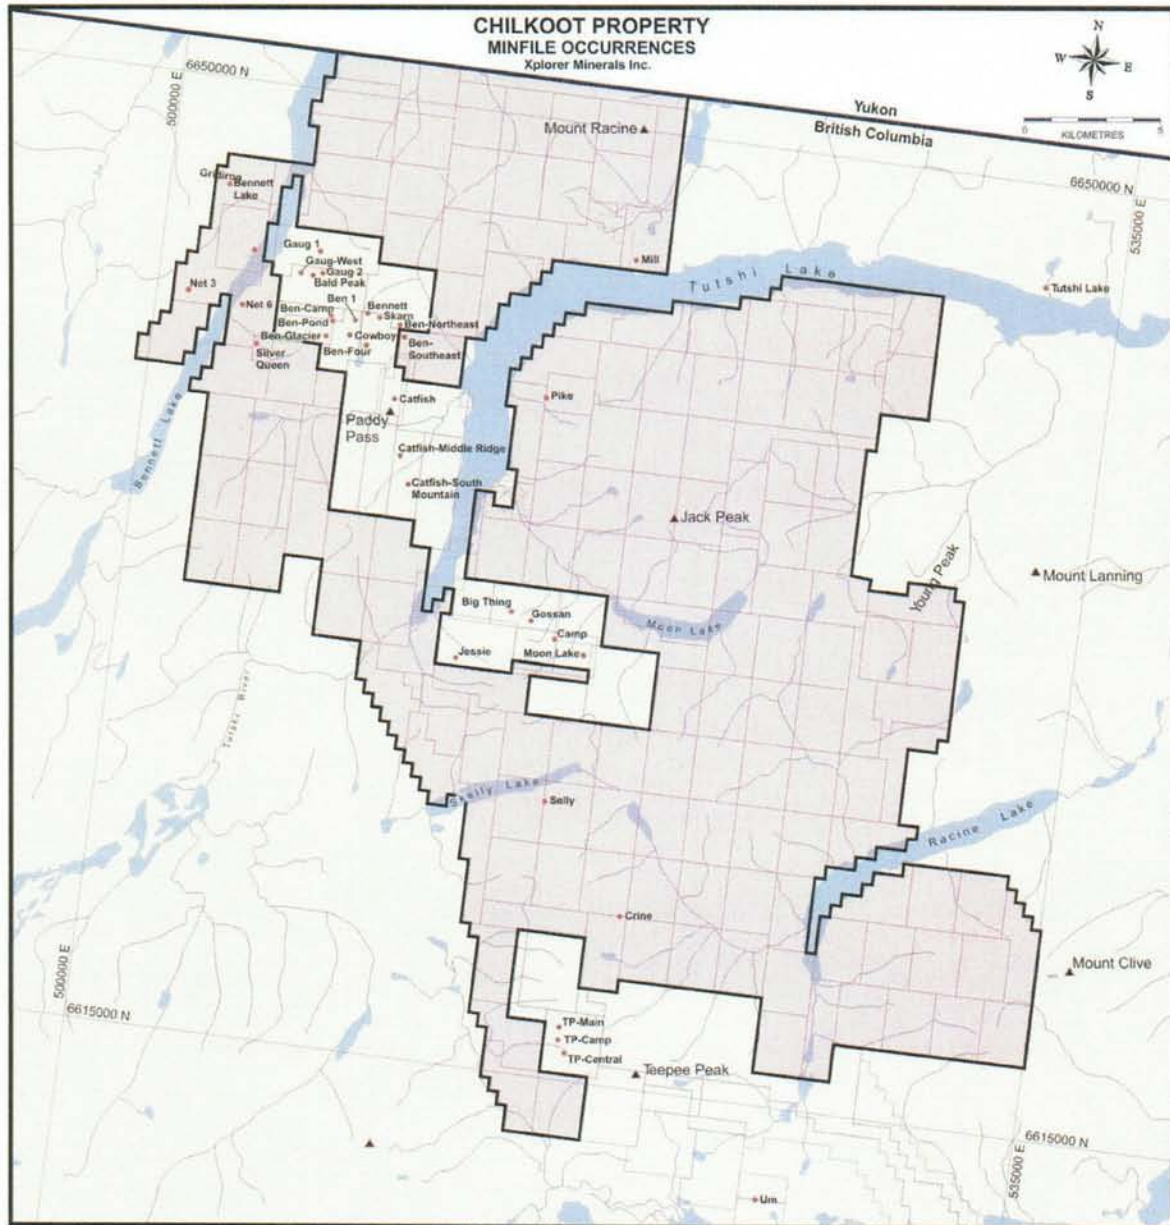 CHILKOOT PROPERTY
MINFILE OCCURRENCES
Xplorer Minerals Inc.
N
W
E
S
0
5
KILOMETRES
Yukon
British Columbia
6650000 N
500000 E
Mount Racine
6650000 N
535000 E
Bennett
Lake
Gaug 1
Gaug-West
Gaug 2
Bald Peak
Mill
Tutshi Lake
Tutshi Lake
Net 3
Net 6
Ben 1
Ben-Camp
Bennett
Skarn
Ben-Pond
Ben-Northeast
Ben-Glacier
Cowboy
Ben-
Southeast
Ben-Four
Silver
Queen
Bennett Lake
Catfish
Pike
Paddy
Pass
Catfish-Middle Ridge
Catfish-South
Mountain
Jack Peak
Young Peak
Mount Lanning
Big Thing
Gossan
Moon Lake
Camp
Jessie
Moon Lake
River
Skelly Lake
Selly
Racine Lake
Crine
500000 E
Mount Clive
6615000 N
TP-Main
TP-Camp
TP-Central
Teepee Peak
6615000 N
535000 E
Um